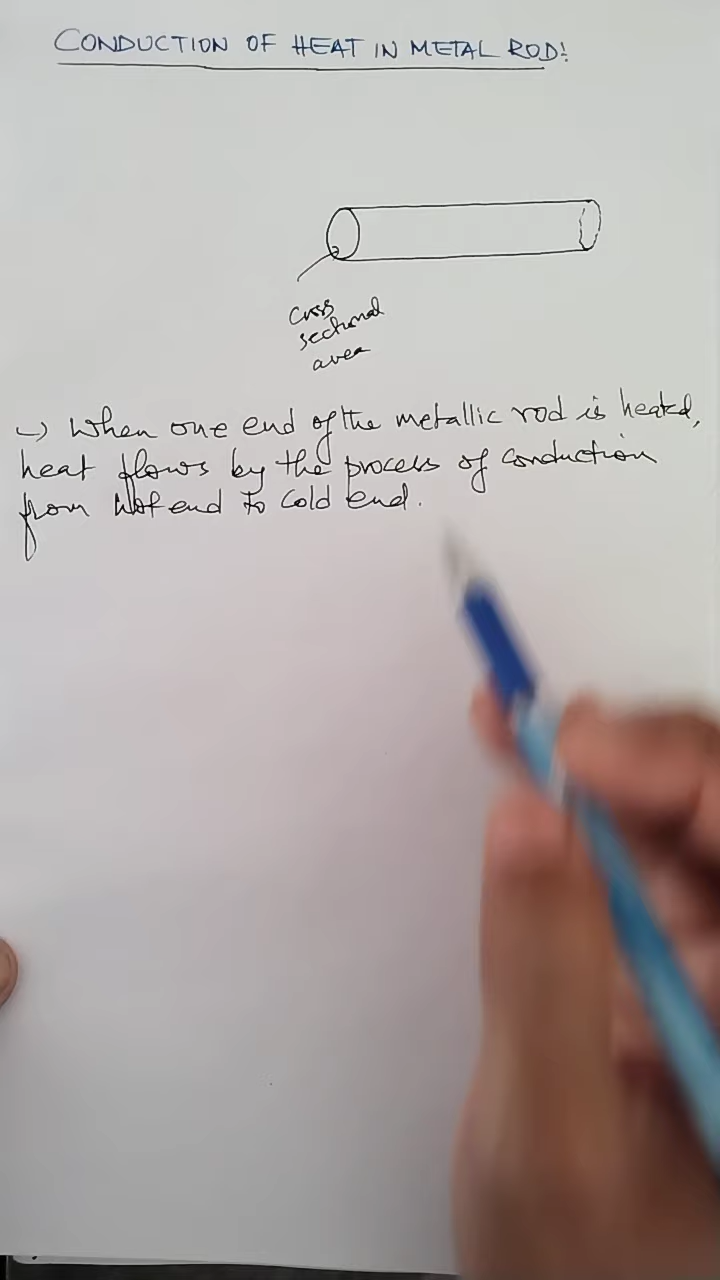 CONDUCTION OF HEAT IN METAL ROD:
Cross
sectional
area
↳ When one end of the metallic rod is heated,
heat flows by the process of conduction
from hot end to cold end.